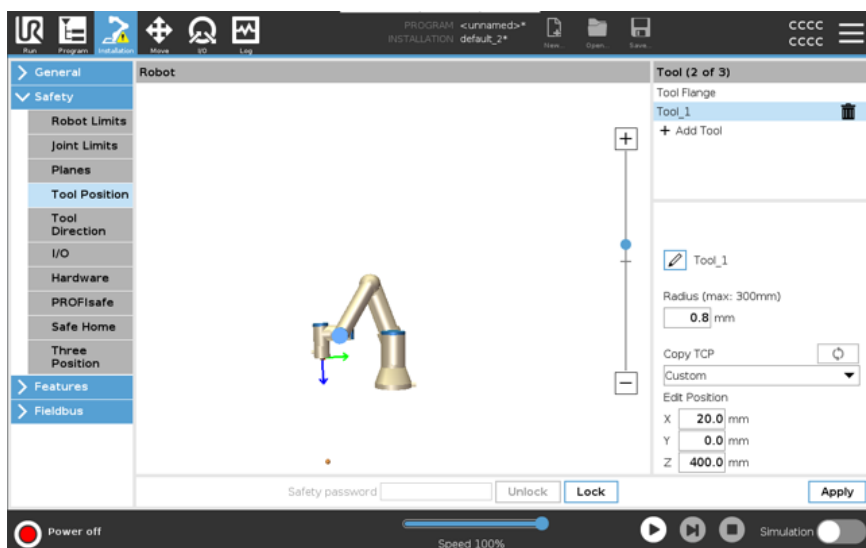 PROGRAM <unnamed>*
INSTALLATION default_2*
UR
Run
Program
Installation
Move
I/O
Log
New...
Open...
Save...
CCCC
CCCC
General
Safety
Robot Limits
Joint Limits
Planes
Tool Position
Tool
Direction
I/O
Hardware
PROFIsafe
Safe Home
Three
Position
Features
Fieldbus
Robot
Safety password
Unlock
Lock
Tool (2 of 3)
Tool Flange
Tool_1
+ Add Tool
Tool_1
Radius (max: 300mm)
0.8 mm
Copy TCP
Custom
Edit Position
X 20.0 mm
Y 0.0 mm
Z 400.0 mm
Apply
Power off
Speed 100%
Simulation